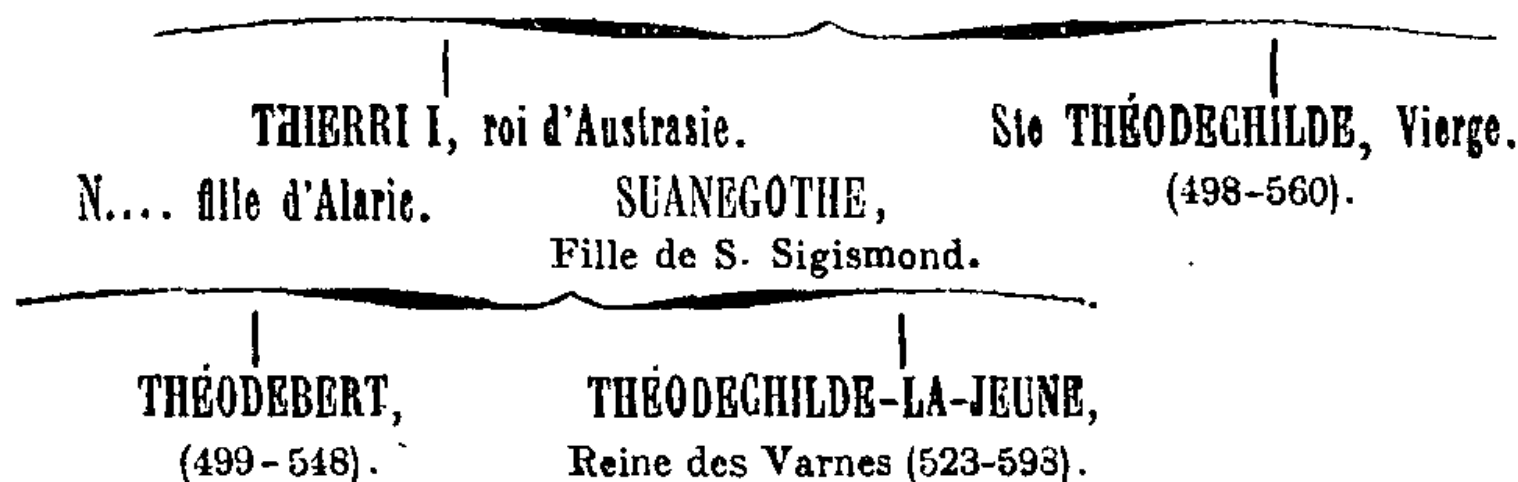 THIERRI I, roi d'Austrasie. Ste THÉODECHILDE, Vierge.
N.... fille d'Alaric. SUANEGOTHE, (498-560).
Fille de S. Sigismond.
THÉODEBERT, THÉODECHILDE-LA-JEUNE,
(499-548). Reine des Varnes (523-593).